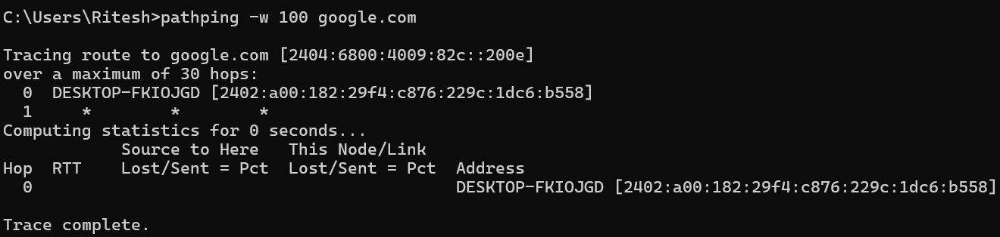 C:\Users\Ritesh>pathping -w 100 google.com
Tracing route to google.com [2404:6800:4009:82c::200e]
over a maximum of 30 hops:
  0  DESKTOP-FKIOJGD [2402:a00:182:29f4:c876:229c:1dc6:b558]
  1     *        *        *
Computing statistics for 0 seconds...
            Source to Here   This Node/Link
Hop  RTT    Lost/Sent = Pct  Lost/Sent = Pct  Address
  0                                           DESKTOP-FKIOJGD [2402:a00:182:29f4:c876:229c:1dc6:b558]
Trace complete.